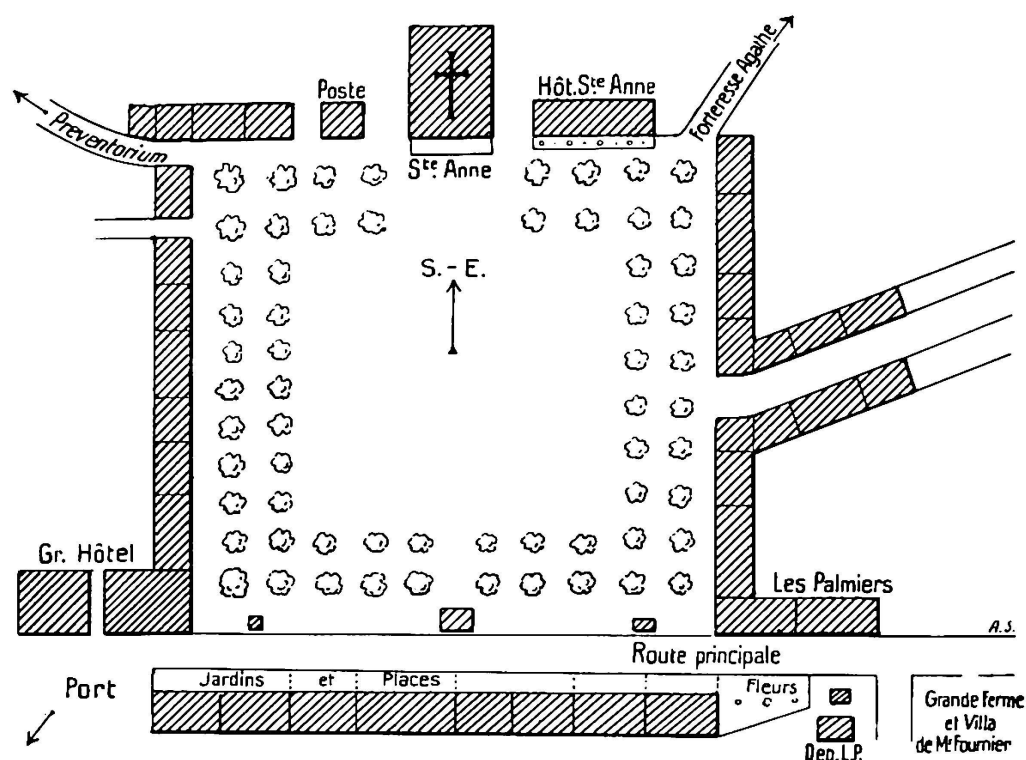 Poste
Hôt. Ste Anne
Forteresse Agathe
Préventorium
Ste. Anne
S. - E.
Gr. Hôtel
Les Palmiers
A.S.
Route principale
Port
Jardins et Places
Fleurs
Grande Ferme
et Villa
de Mr Fournier
Dep. L.P.